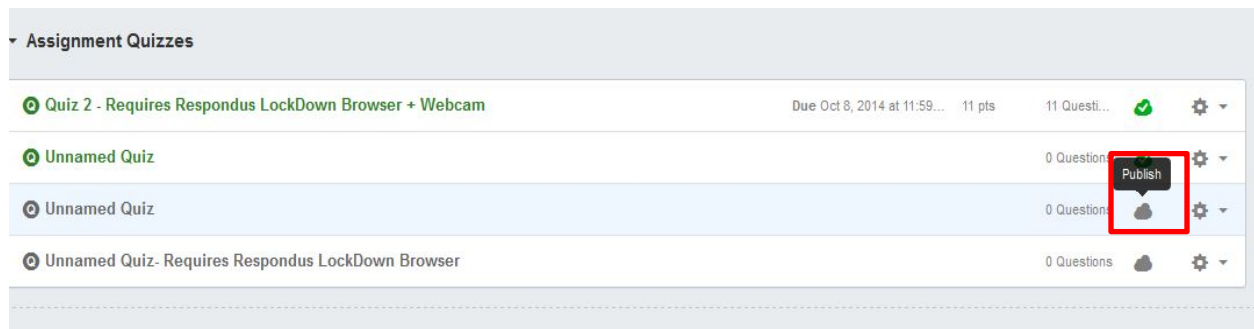 Assignment Quizzes
Quiz 2 - Requires Respondus LockDown Browser + Webcam Due Oct 8, 2014 at 11:59... 11 pts 11 Questi...
Unnamed Quiz 0 Questions
Publish
Unnamed Quiz 0 Questions
Unnamed Quiz- Requires Respondus LockDown Browser 0 Questions